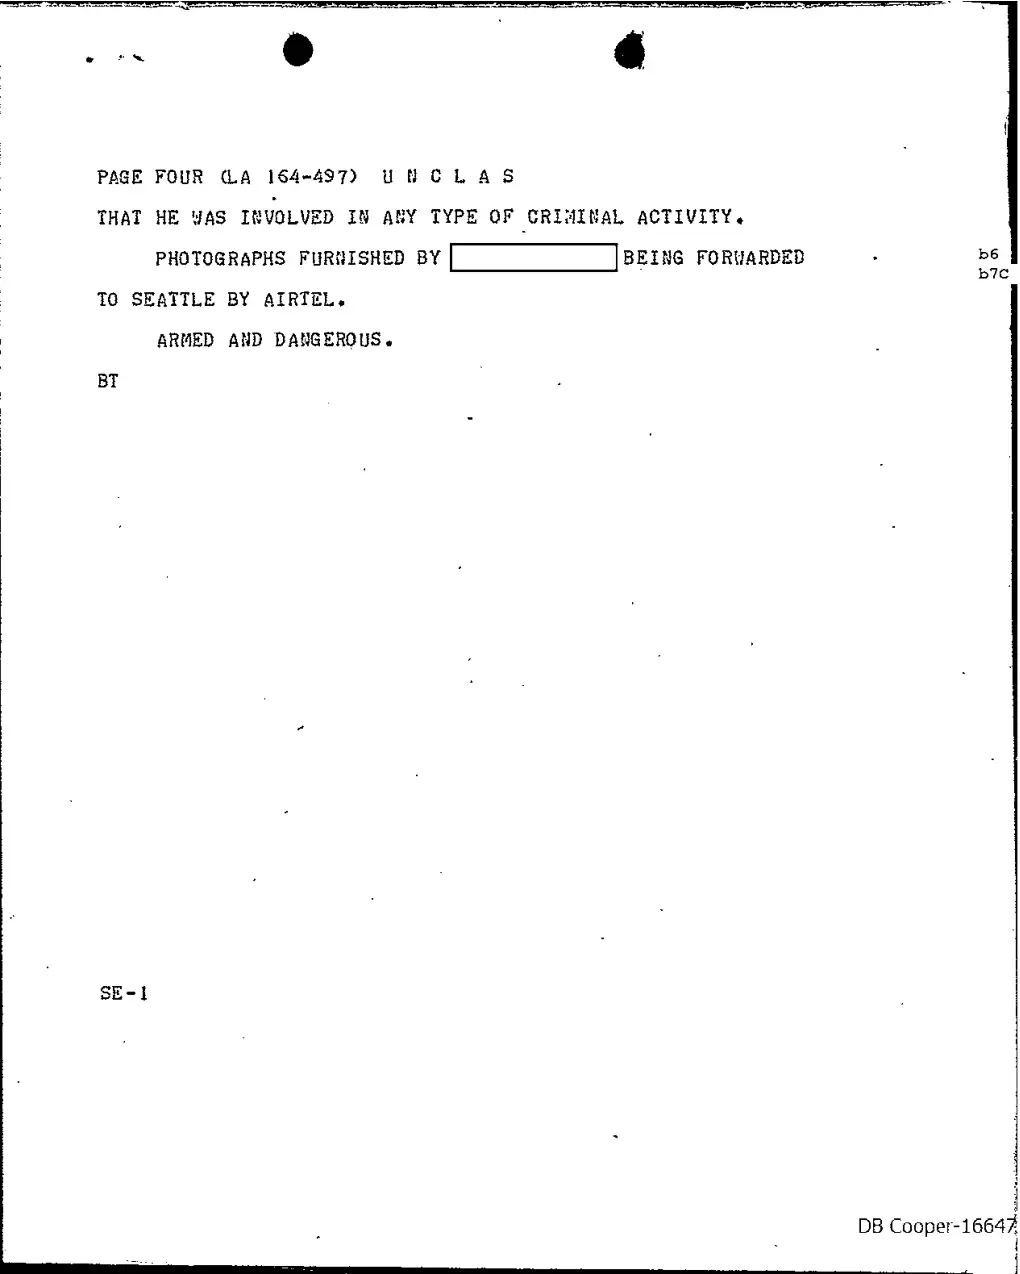 PAGE FOUR (LA 164-497) U N C L A S
THAT HE WAS INVOLVED IN ANY TYPE OF CRIMINAL ACTIVITY.
PHOTOGRAPHS FURNISHED BY BEING FORWARDED
b6
b7C
TO SEATTLE BY AIRTEL.
ARMED AND DANGEROUS.
BT
SE-1
DB Cooper-16647